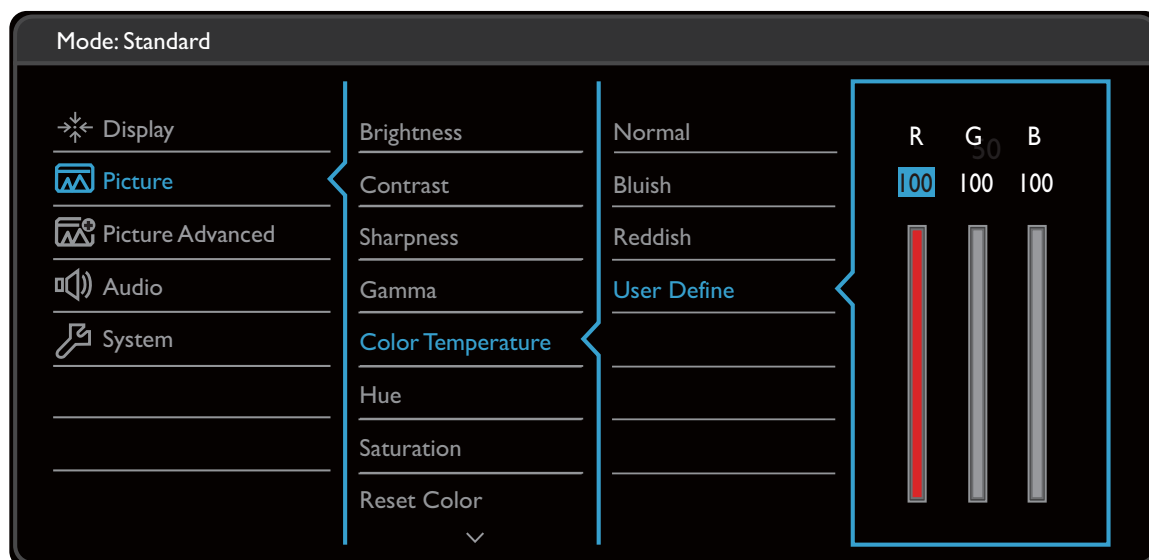 Mode: Standard
Display
Picture
Picture Advanced
Audio
System
Brightness
Contrast
Sharpness
Gamma
Color Temperature
Hue
Saturation
Reset Color
Normal
Bluish
Reddish
User Define
R G B
50
100 100 100